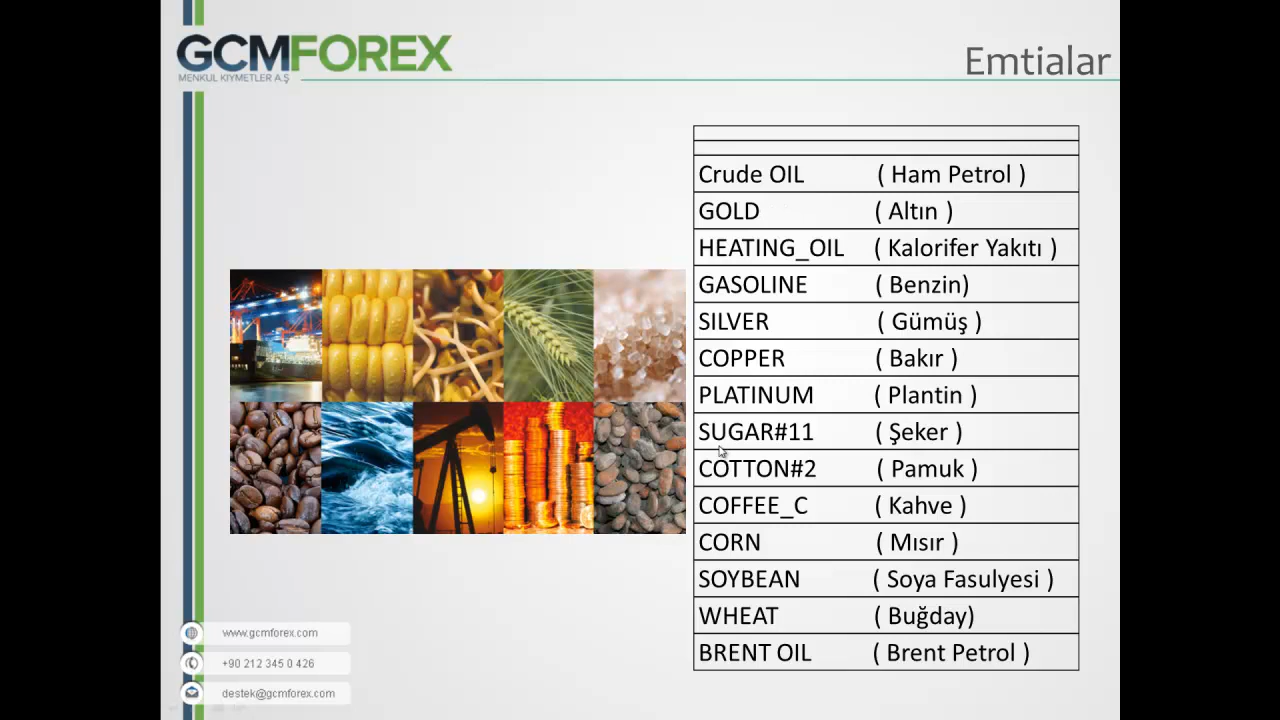 GCMFOREX
MENKUL KIYMETLER A.Ş
Emtialar
Crude OIL ( Ham Petrol )
GOLD ( Altın )
HEATING_OIL ( Kalorifer Yakıtı )
GASOLINE ( Benzin)
SILVER ( Gümüş )
COPPER ( Bakır )
PLATINUM ( Plantin )
SUGAR#11 ( Şeker )
COTTON#2 ( Pamuk )
COFFEE_C ( Kahve )
CORN ( Mısır )
SOYBEAN ( Soya Fasulyesi )
WHEAT ( Buğday)
BRENT OIL ( Brent Petrol )
www.gcmforex.com
+90 212 345 0 426
destek@gcmforex.com